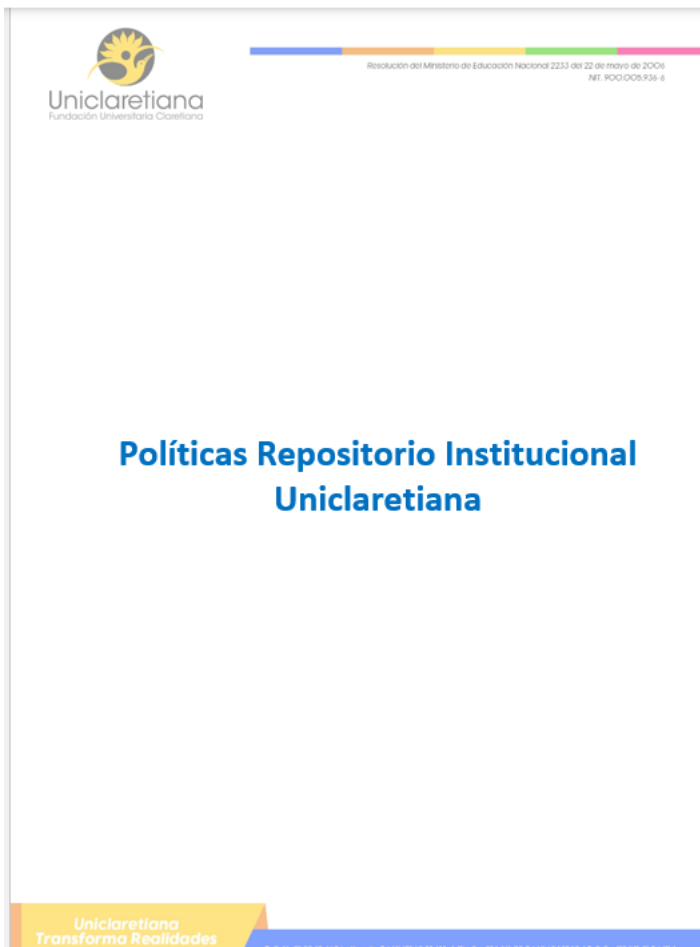 Uniclaretiana
Fundación Universitaria Claretiana
Resolución del Ministerio de Educación Nacional 2233 del 22 de mayo de 2006
NIT. 900.005.936-6
Políticas Repositorio Institucional
Uniclaretiana
Uniclaretiana
Transforma Realidades